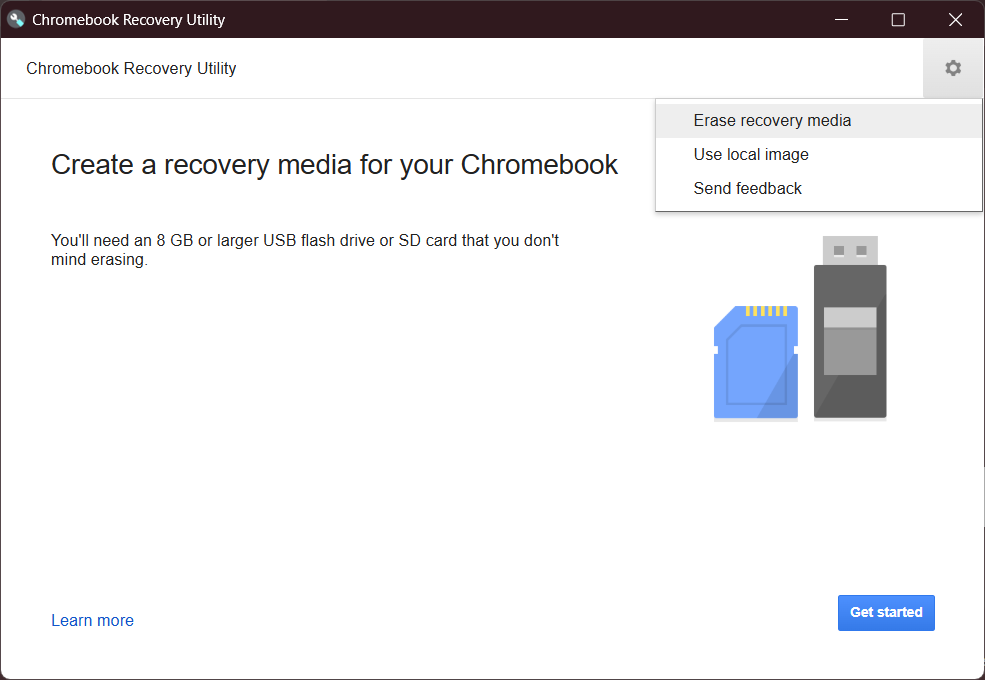 Chromebook Recovery Utility
Chromebook Recovery Utility
Erase recovery media
Use local image
Send feedback
Create a recovery media for your Chromebook
You'll need an 8 GB or larger USB flash drive or SD card that you don't
mind erasing.
Learn more
Get started